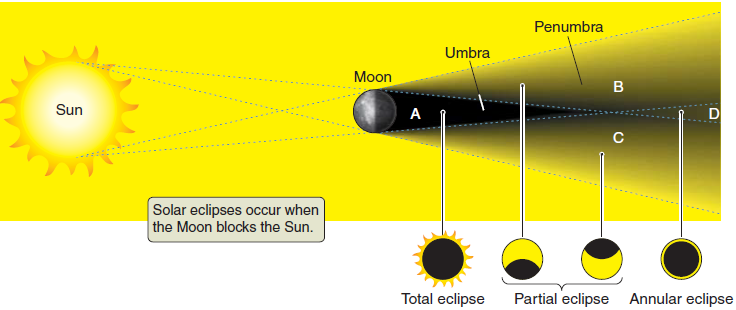 Penumbra
Umbra
Moon
Sun
A
B
C
D
Solar eclipses occur when
the Moon blocks the Sun.
Total eclipse
Partial eclipse
Annular eclipse